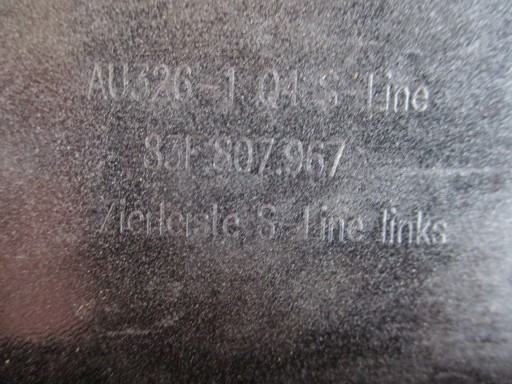 AU326-1 Q4 S-Line
83F.807.967
Zierleiste S-Line links